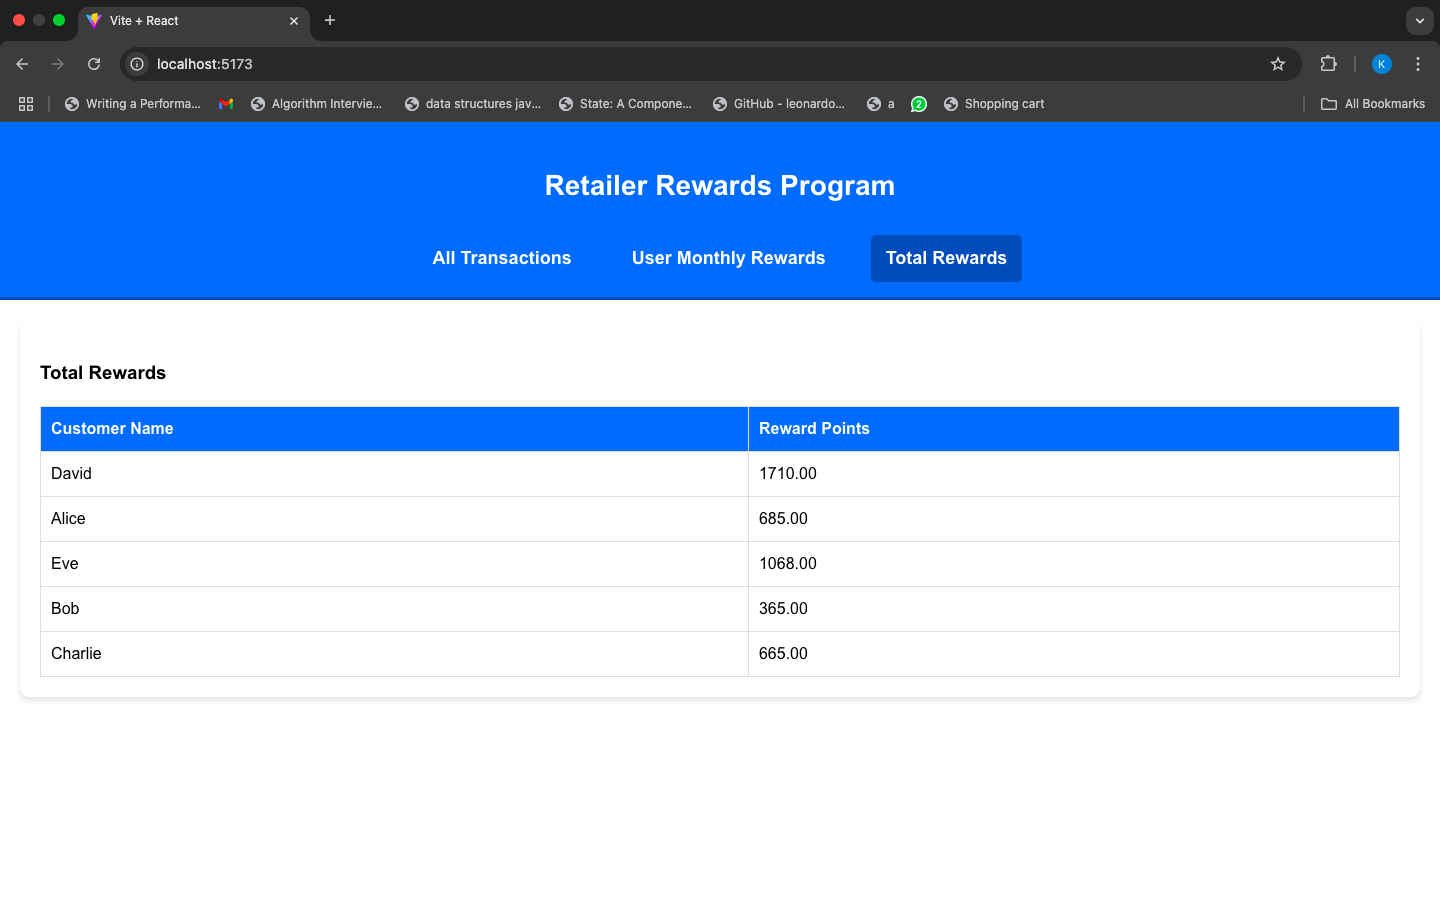 Vite + React
localhost:5173
Writing a Performa... Algorithm Intervie... data structures jav... State: A Compone... GitHub - leonardo... a 2 Shopping cart All Bookmarks
K
Retailer Rewards Program
All Transactions User Monthly Rewards Total Rewards
Total Rewards
Customer Name Reward Points
David 1710.00
Alice 685.00
Eve 1068.00
Bob 365.00
Charlie 665.00